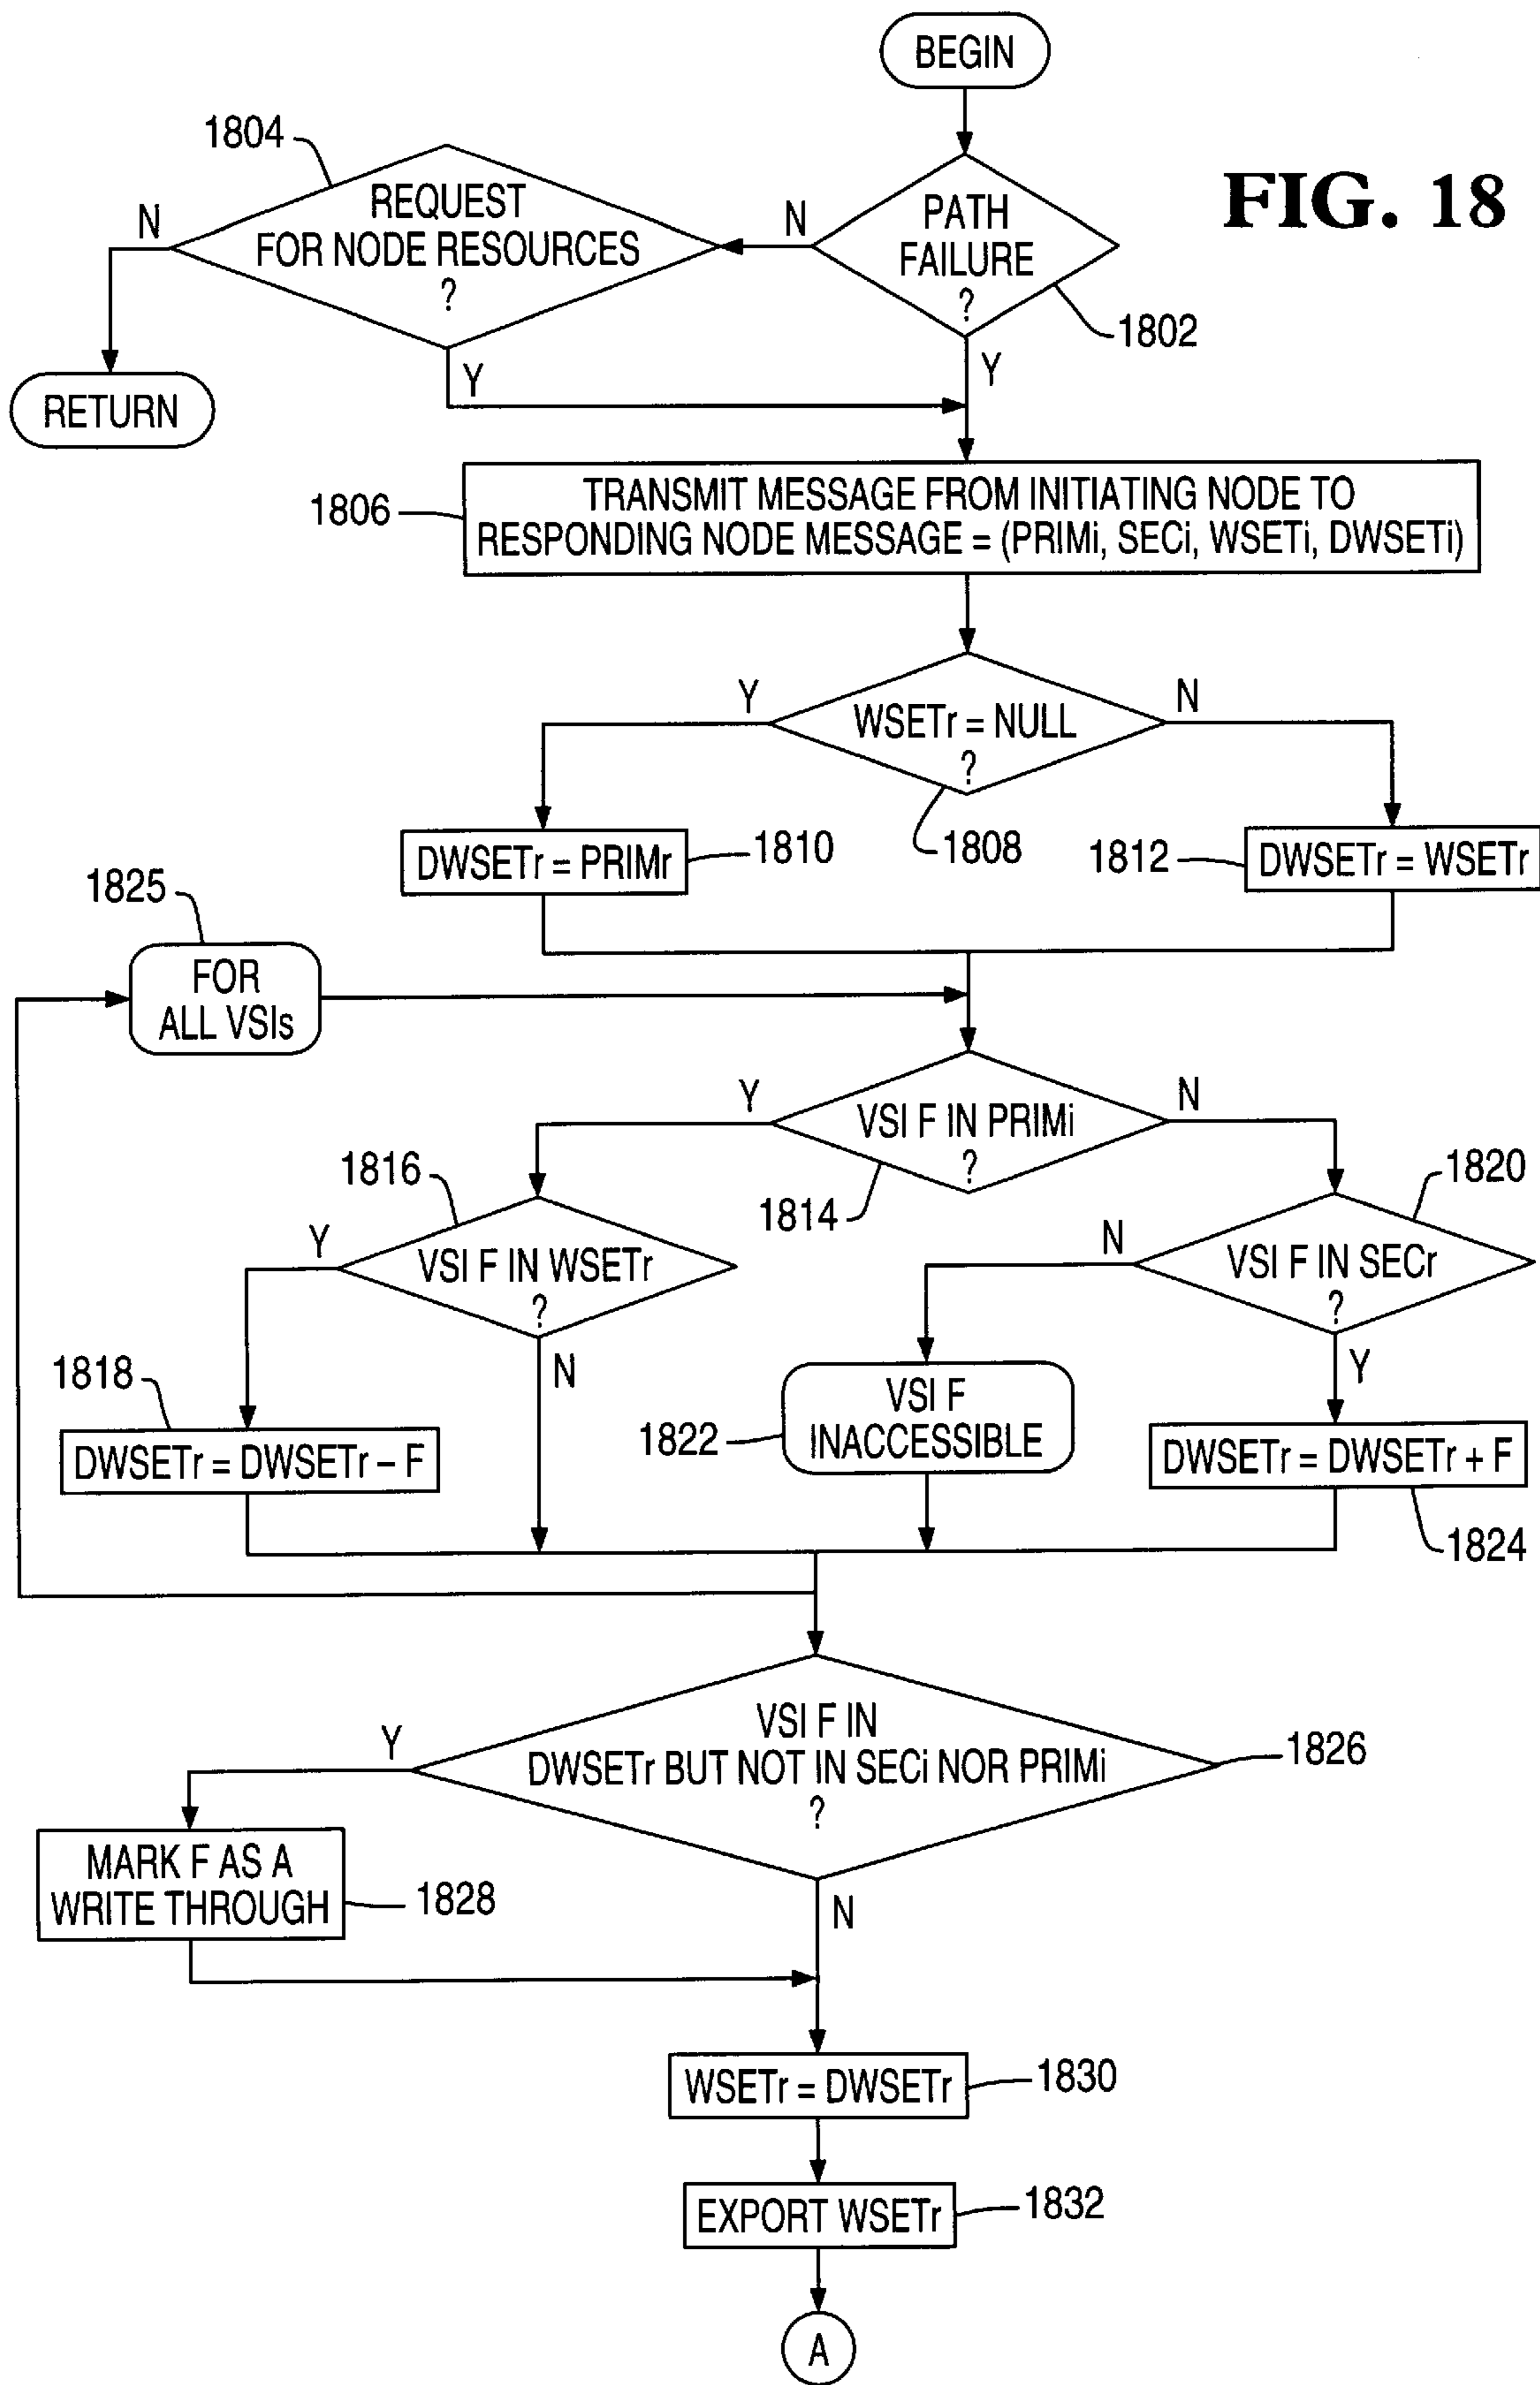 BEGIN
FIG. 18
1804
REQUEST
FOR NODE RESOURCES
?
N
N
PATH
FAILURE
?
1802
Y
Y
RETURN
1806
TRANSMIT MESSAGE FROM INITIATING NODE TO
RESPONDING NODE MESSAGE = (PRIMi, SECi, WSETi, DWSETi)
Y
WSETr = NULL
?
N
1808
DWSETr = PRIMr
1810
1812
DWSETr = WSETr
1825
FOR
ALL VSIs
Y
VSI F IN PRIMi
?
N
1814
1816
Y
VSI F IN WSETr
?
N
1820
N
VSI F IN SECr
?
Y
1818
DWSETr = DWSETr – F
1822
VSI F
INACCESSIBLE
DWSETr = DWSETr + F
1824
Y
VSI F IN
DWSETr BUT NOT IN SECi NOR PRIMi
?
1826
N
MARK F AS A
WRITE THROUGH
1828
WSETr = DWSETr
1830
EXPORT WSETr
1832
A